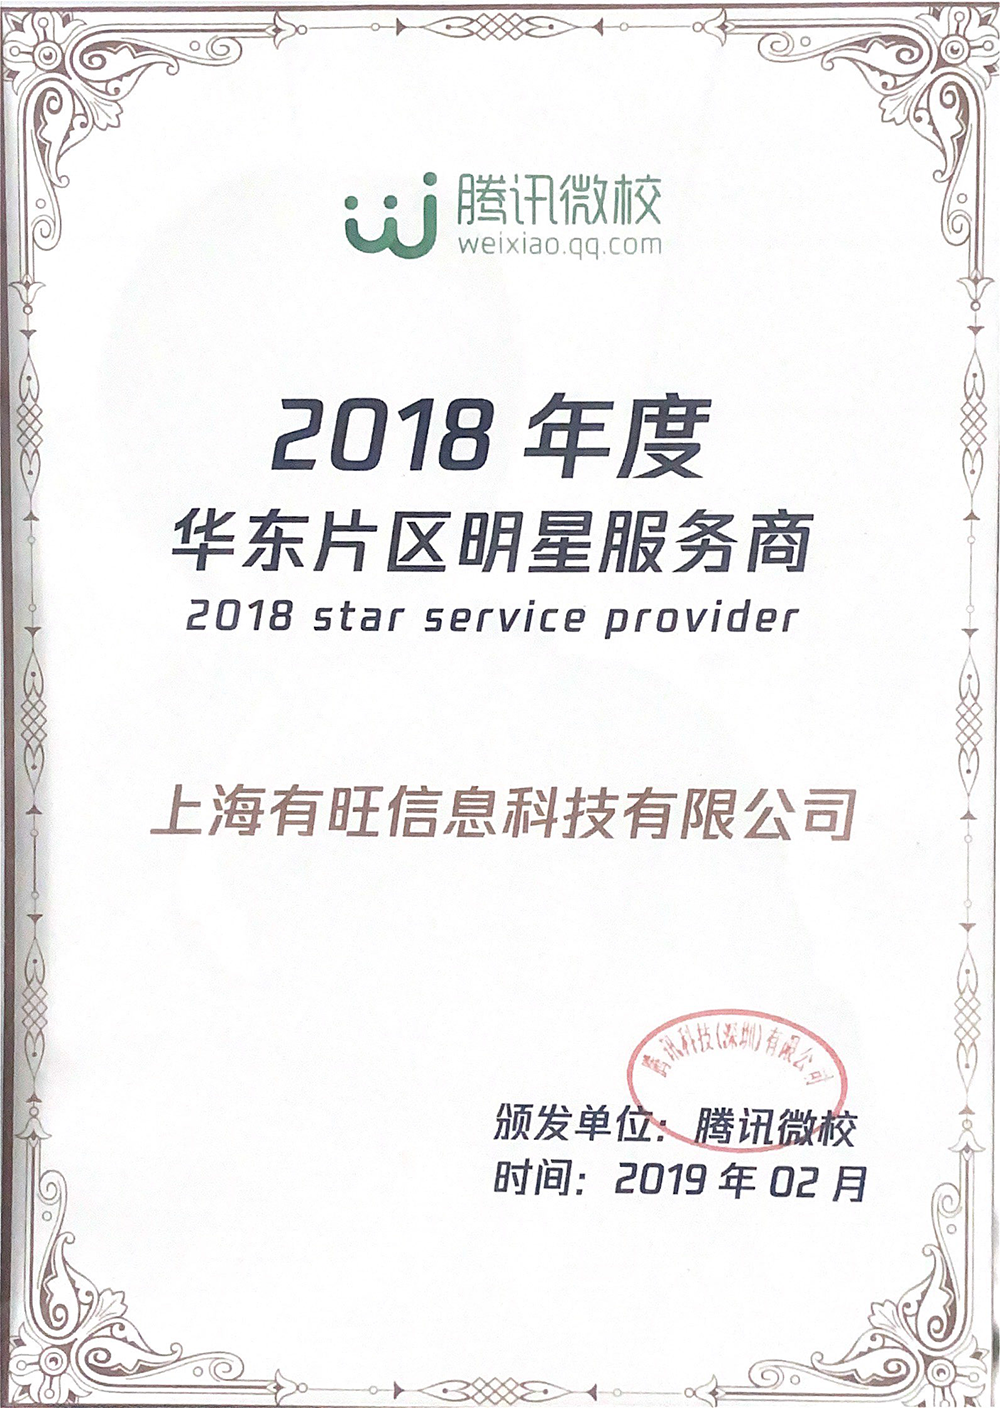 腾讯微校
weixiao.qq.com
2018 年度
华东片区明星服务商
2018 star service provider
上海有旺信息科技有限公司
腾讯科技(深圳)有限公司
颁发单位：腾讯微校
时间：2019 年 02 月